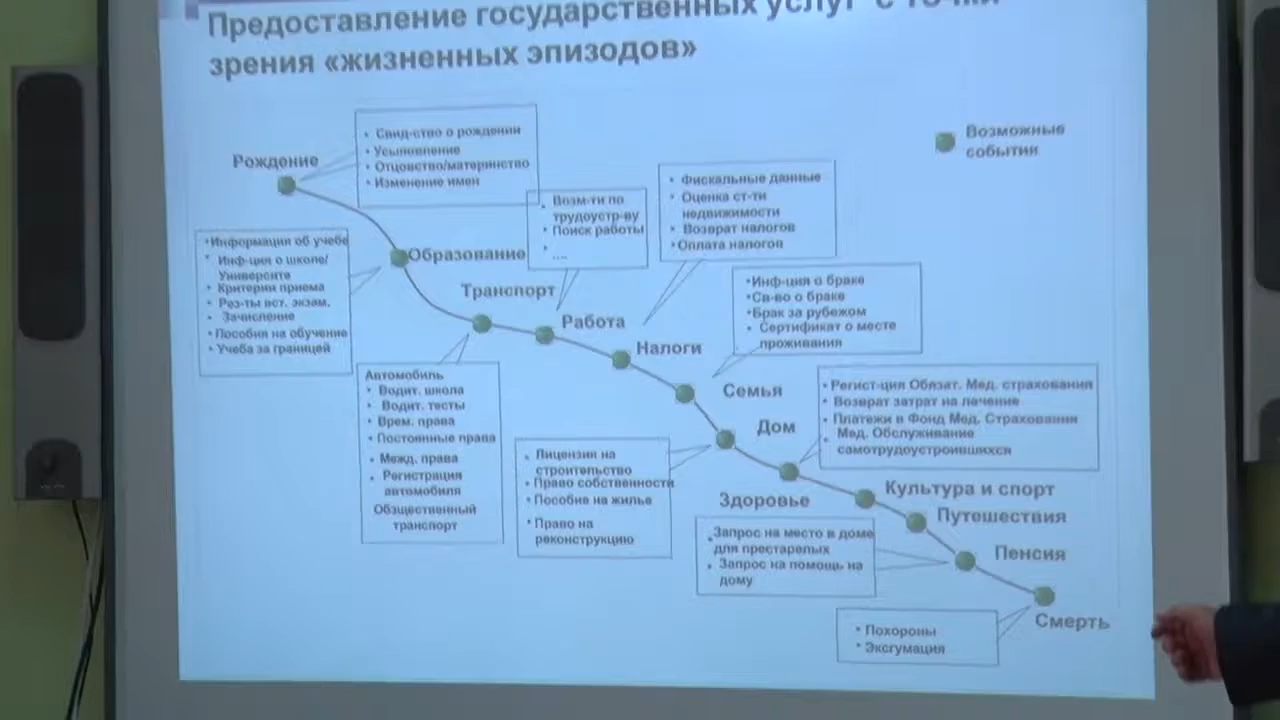 Предоставление государственных услуг с точки
зрения «жизненных эпизодов»
Возможные
события
Рождение
• Свид-ство о рождении
• Усыновление
• Отцовство/материнство
• Изменение имен
Образование
•Информация об учебе
• Инф-ция о школе/
Университе
• Критерии приема
• Рез-ты вст. экзам.
• Зачисление
• Пособия на обучение
• Учеба за границей
Транспорт
Автомобиль
• Водит. школа
• Водит. тесты
• Врем. права
• Постоянные права
• Межд. права
• Регистрация
автомобиля
Общественный
транспорт
Работа
• Возм-ти по
трудоустр-ву
• Поиск работы
•
• ....
Налоги
• Фискальные данные
• Оценка ст-ти
недвижимости
• Возврат налогов
•Оплата налогов
Семья
•Инф-ция о браке
•Св-во о браке
•Брак за рубежом
• Сертификат о месте
проживания
Дом
• Лицензия на
строительство
• Право собственности
• Пособие на жилье
• Право на
реконструкцию
Здоровье
• Регист-ция Обязат. Мед. страхования
• Возврат затрат на лечение
• Платежи в Фонд Мед. Страхования
• Мед. Обслуживание
самотрудоустроившихся
Культура и спорт
Путешествия
Пенсия
• Запрос на место в доме
для престарелых
• Запрос на помощь на
дому
Смерть
• Похороны
• Эксгумация